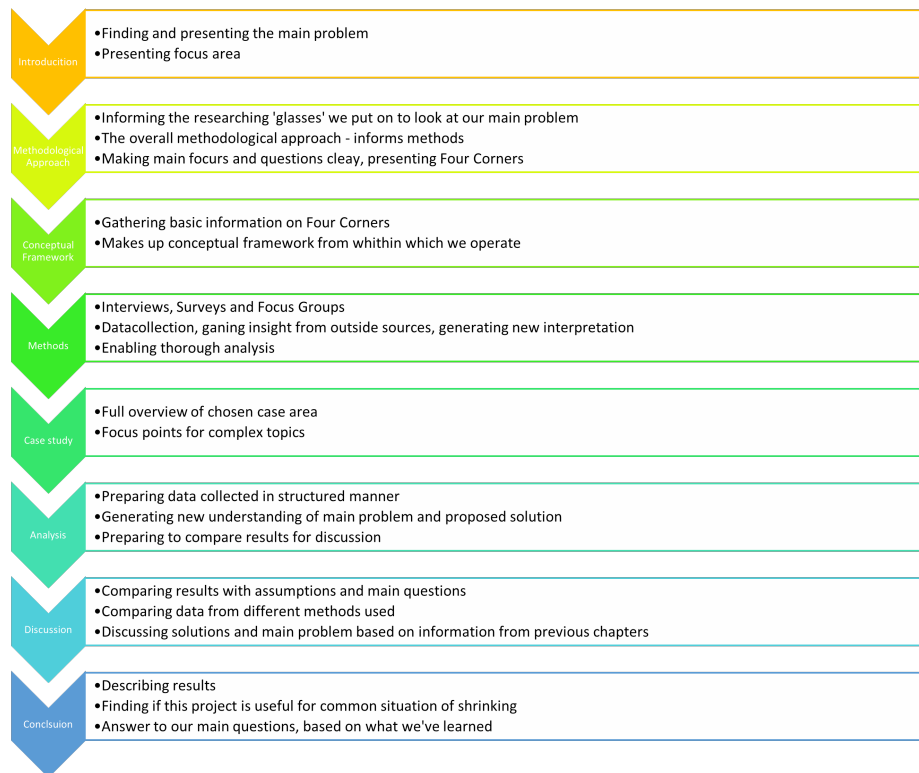 Introducition
•Finding and presenting the main problem
•Presenting focus area
Methodological
Approach
•Informing the researching 'glasses' we put on to look at our main problem
•The overall methodological approach - informs methods
•Making main focurs and questions cleay, presenting Four Corners
Conceptual
Framework
•Gathering basic information on Four Corners
•Makes up conceptual framework from whithin which we operate
Methods
•Interviews, Surveys and Focus Groups
•Datacollection, ganing insight from outside sources, generating new interpretation
•Enabling thorough analysis
Case study
•Full overview of chosen case area
•Focus points for complex topics
Analysis
•Preparing data collected in structured manner
•Generating new understanding of main problem and proposed solution
•Preparing to compare results for discussion
Discussion
•Comparing results with assumptions and main questions
•Comparing data from different methods used
•Discussing solutions and main problem based on information from previous chapters
Conclsuion
•Describing results
•Finding if this project is useful for common situation of shrinking
•Answer to our main questions, based on what we've learned